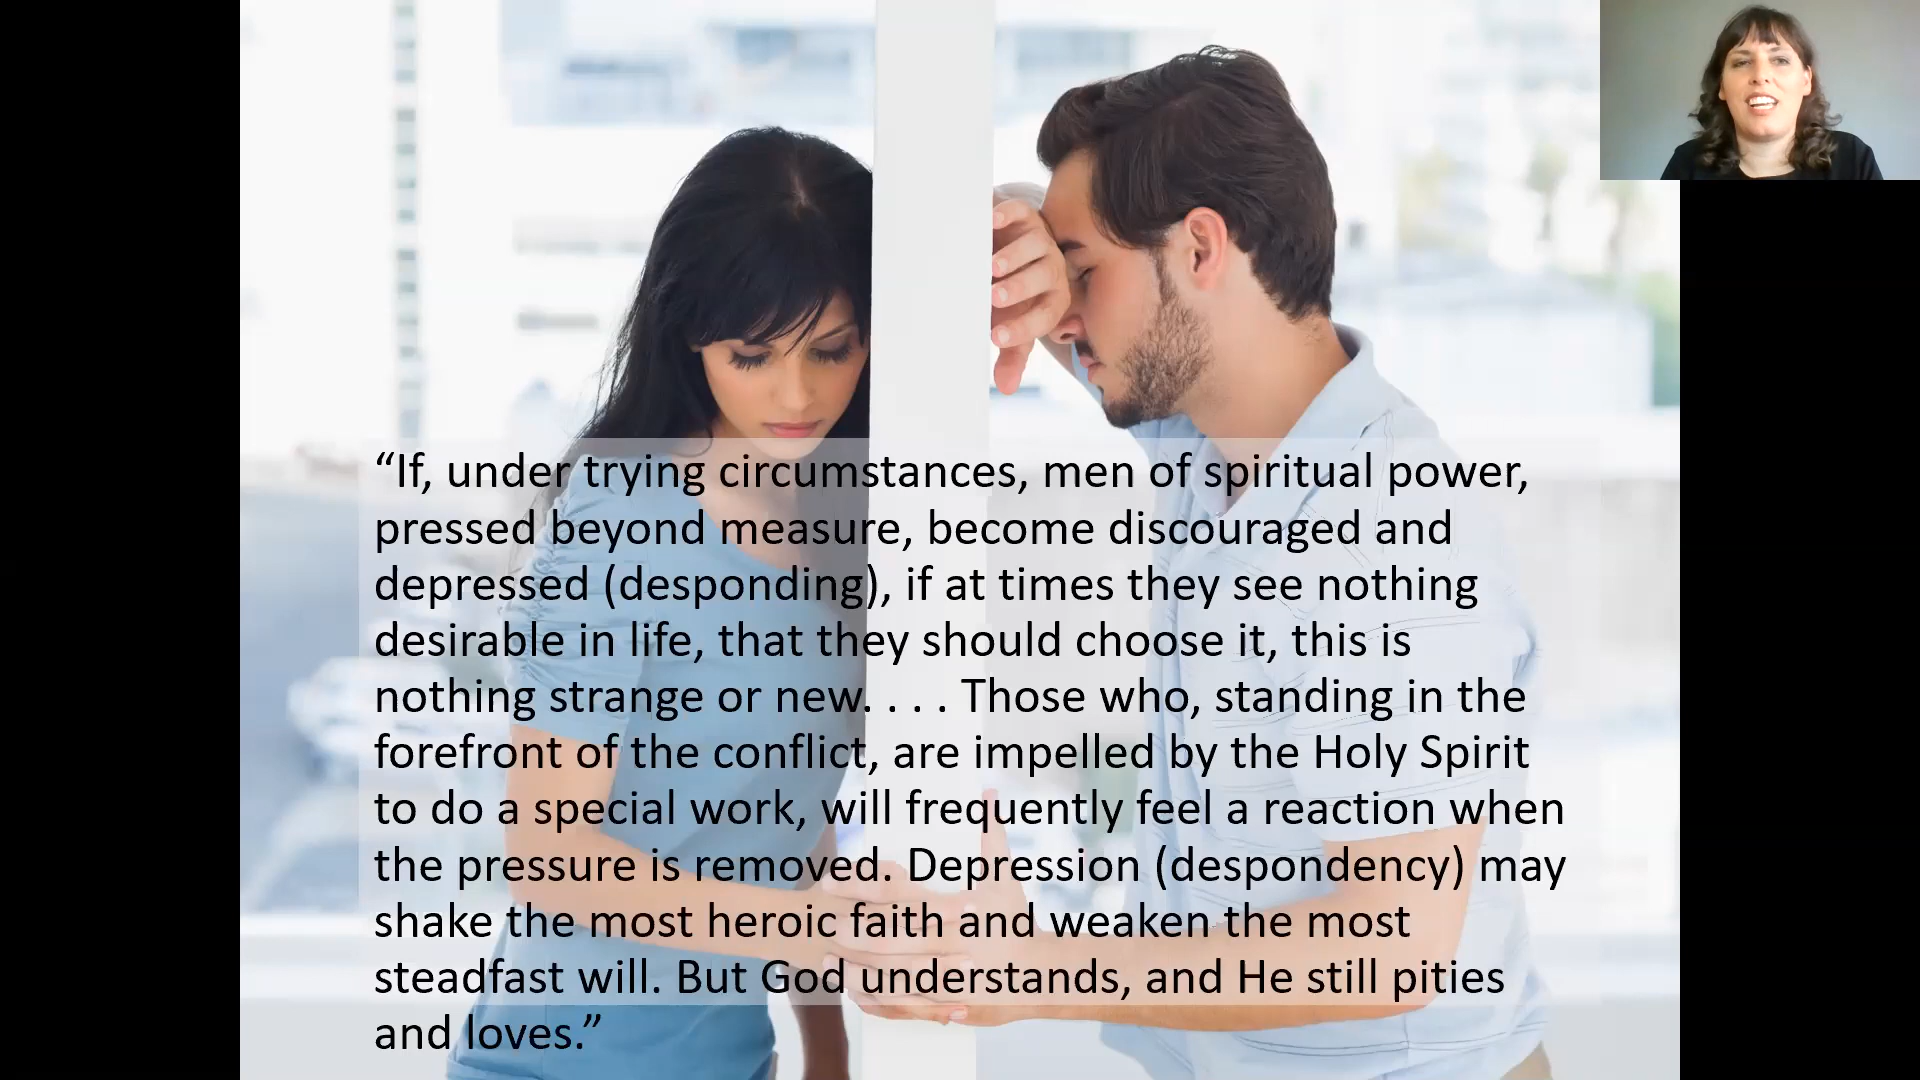 “If, under trying circumstances, men of spiritual power,
pressed beyond measure, become discouraged and
depressed (desponding), if at times they see nothing
desirable in life, that they should choose it, this is
nothing strange or new. . . . Those who, standing in the
forefront of the conflict, are impelled by the Holy Spirit
to do a special work, will frequently feel a reaction when
the pressure is removed. Depression (despondency) may
shake the most heroic faith and weaken the most
steadfast will. But God understands, and He still pities
and loves.”